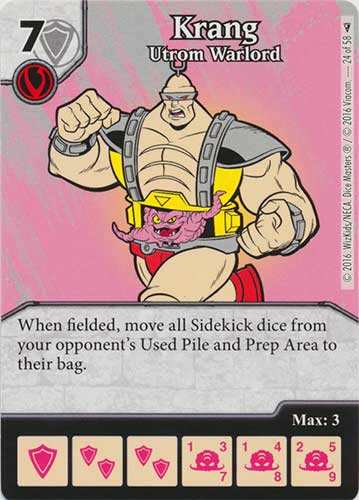 7
Krang
Utrom Warlord
© 2016. WizKids/NECA. Dice Masters ® / © 2016 Viacom. ---- 24 of 58
When fielded, move all Sidekick dice from
your opponent's Used Pile and Prep Area to
their bag.
Max: 3
1 3 7
1 4 8
2 5 9